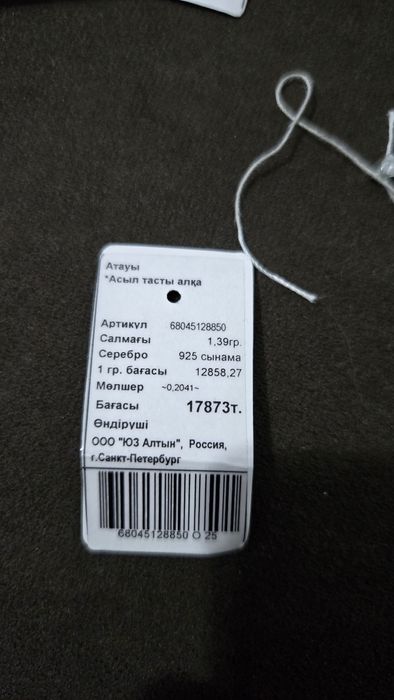 Атауы
*Асыл тасты алқа
Артикул 68045128850
Салмағы 1,39гр.
Серебро 925 сынама
1 гр. бағасы 12858,27
Мөлшер ~0,2041~
Бағасы 17873т.
Өндіруші
ООО "ЮЗ Алтын", Россия,
г.Санкт-Петербург
68045128850 O 25